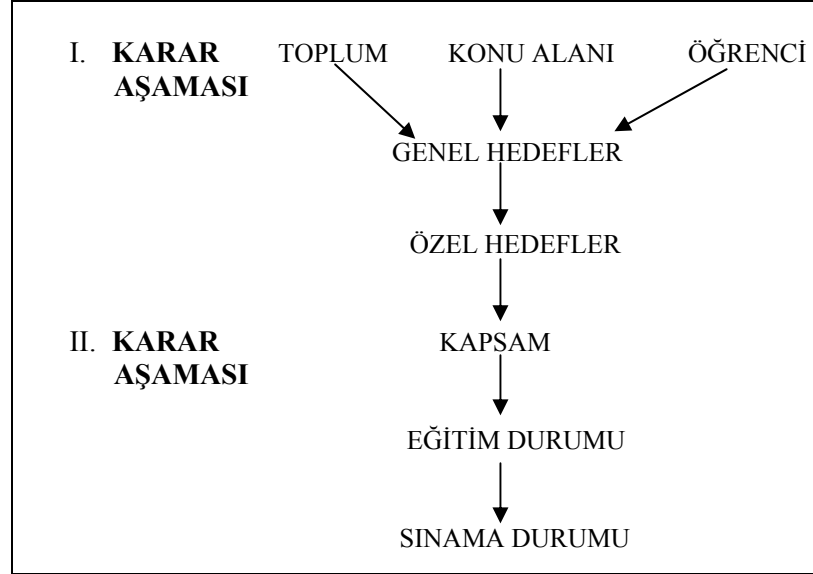 I. KARAR TOPLUM KONU ALANI ÖĞRENCİ
AŞAMASI
GENEL HEDEFLER
ÖZEL HEDEFLER
II. KARAR KAPSAM
AŞAMASI
EĞİTİM DURUMU
SINAMA DURUMU